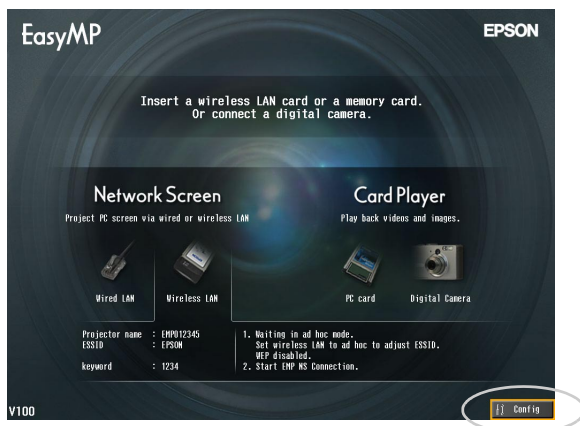 EasyMP
EPSON
Insert a wireless LAN card or a memory card.
Or connect a digital camera.
Network Screen
Project PC screen via wired or wireless LAN
Wired LAN
Wireless LAN
Card Player
Play back videos and images.
PC card
Digital Camera
Projector name : EMP012345
ESSID : EPSON
keyword : 1234
1. Waiting in ad hoc mode.
Set wireless LAN to ad hoc to adjust ESSID.
WEP disabled.
2. Start EMP NS Connection.
V100
Config